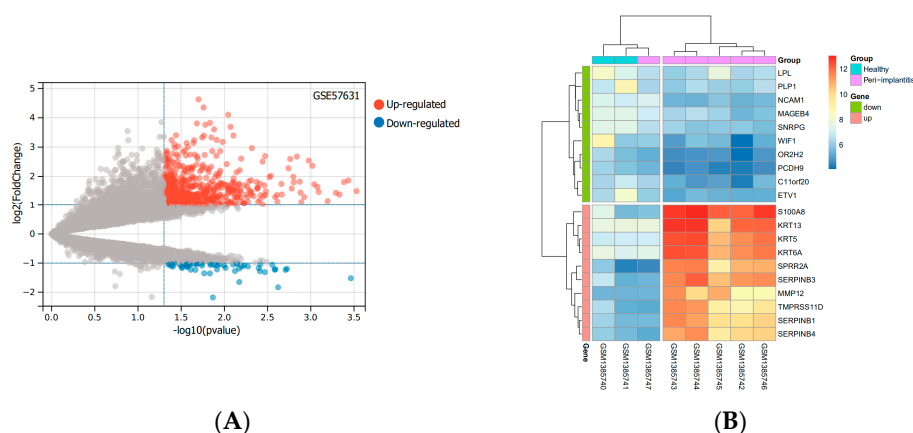 GSE57631
Up-regulated
Down-regulated
log2(FoldChange)
5
4
3
2
1
0
−1
−2
0.0 0.5 1.0 1.5 2.0 2.5 3.0 3.5
-log10(pvalue)
(A)
Group
LPL
PLP1
NCAM1
MAGEB4
SNRPG
WIF1
OR2H2
PCDH9
C11orf20
ETV1
S100A8
KRT13
KRT5
KRT6A
SPRR2A
SERPINB3
MMP12
TMPRSS11D
SERPINB1
SERPINB4
Gene
GSM1385740
GSM1385741
GSM1385747
GSM1385743
GSM1385744
GSM1385745
GSM1385742
GSM1385746
12
10
8
6
Group
Healthy
Peri-implantitis
Gene
down
up
(B)